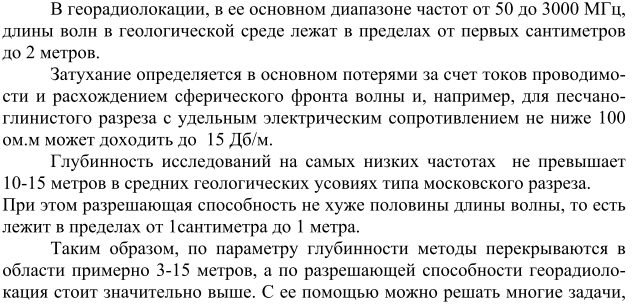 В георадиолокации, в ее основном диапазоне частот от 50 до 3000 МГц,
длины волн в геологической среде лежат в пределах от первых сантиметров
до 2 метров.
Затухание определяется в основном потерями за счет токов проводимо-
сти и расхождением сферического фронта волны и, например, для песчано-
глинистого разреза с удельным электрическим сопротивлением не ниже 100
ом.м может доходить до 15 Дб/м.
Глубинность исследований на самых низких частотах не превышает
10-15 метров в средних геологических усовиях типа московского разреза.
При этом разрешающая способность не хуже половины длины волны, то есть
лежит в пределах от 1сантиметра до 1 метра.
Таким образом, по параметру глубинности методы перекрываются в
области примерно 3-15 метров, а по разрешающей способности георадиоло-
кация стоит значительно выше. С ее помощью можно решать многие задачи,